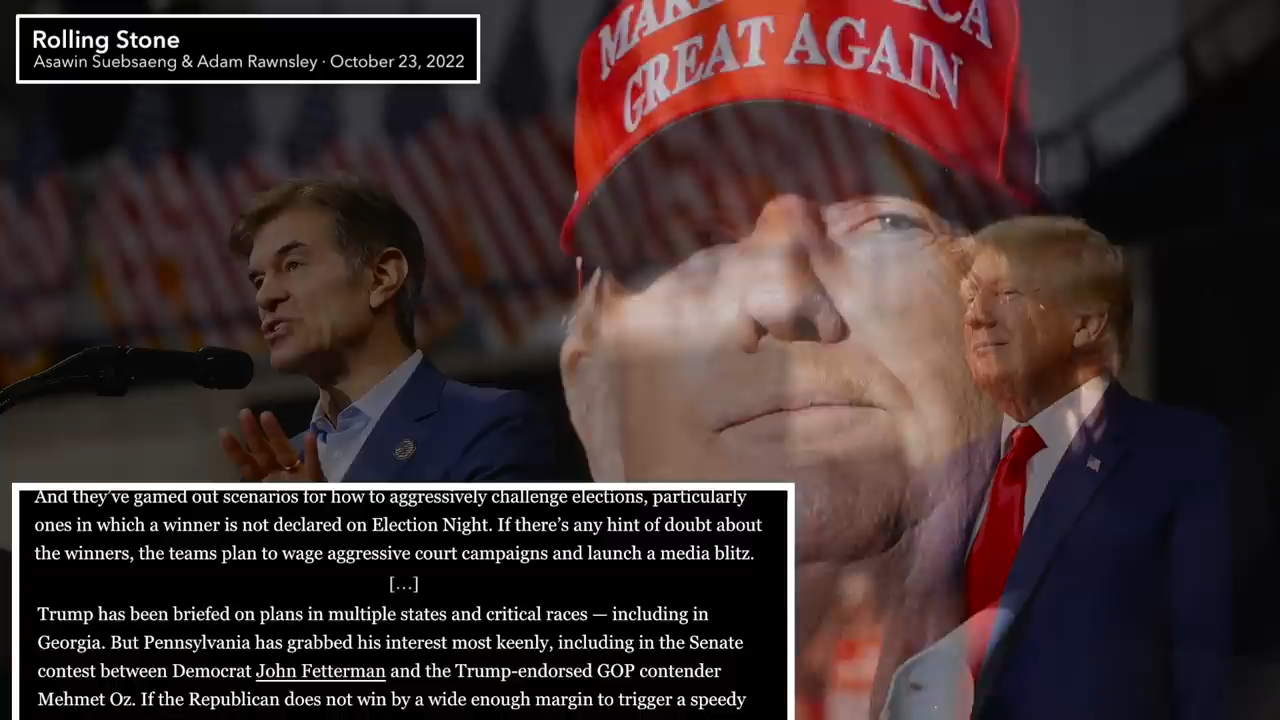 Rolling Stone
Asawin Suebsaeng & Adam Rawnsley · October 23, 2022
MAKE AMERICA
GREAT AGAIN
And they've gamed out scenarios for how to aggressively challenge elections, particularly
ones in which a winner is not declared on Election Night. If there's any hint of doubt about
the winners, the teams plan to wage aggressive court campaigns and launch a media blitz.
[…]
Trump has been briefed on plans in multiple states and critical races — including in
Georgia. But Pennsylvania has grabbed his interest most keenly, including in the Senate
contest between Democrat John Fetterman and the Trump-endorsed GOP contender
Mehmet Oz. If the Republican does not win by a wide enough margin to trigger a speedy